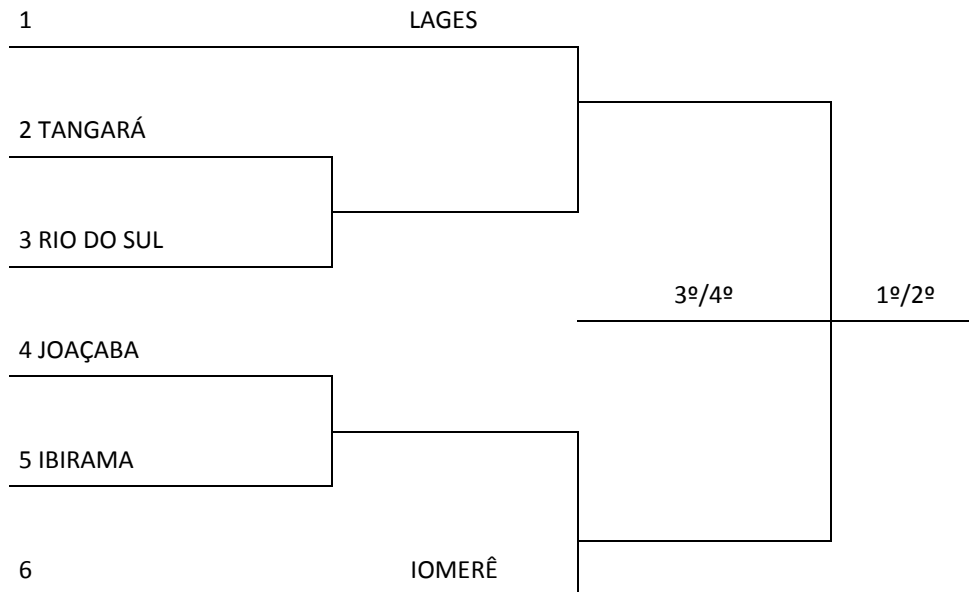 1 LAGES
2 TANGARÁ
3 RIO DO SUL
3º/4º 1º/2º
4 JOAÇABA
5 IBIRAMA
6 IOMERÊ